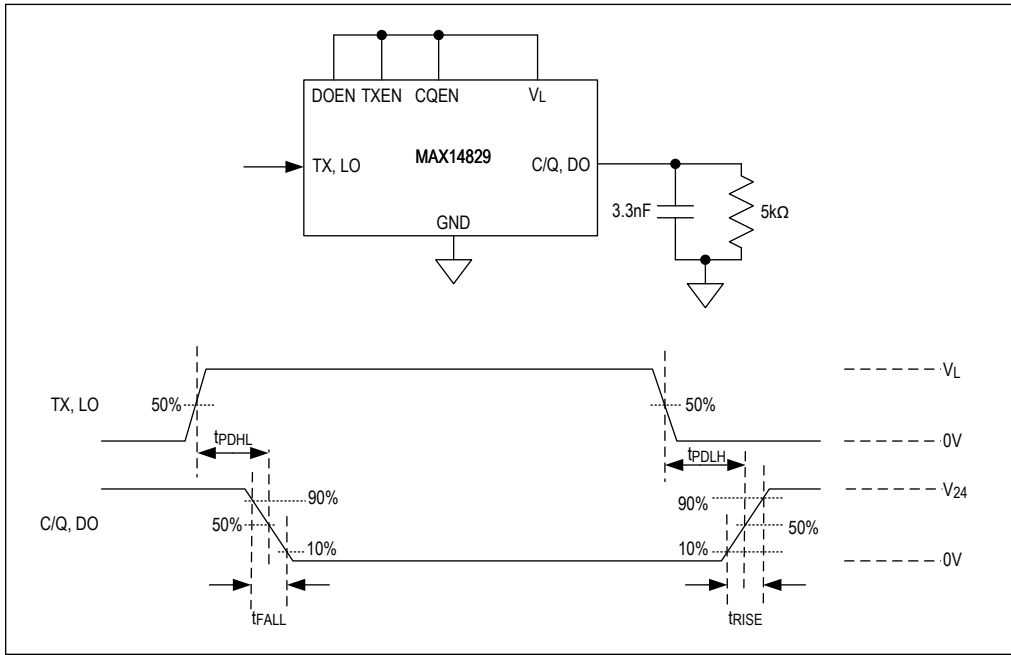 DOEN TXEN CQEN VL
TX, LO MAX14829 C/Q, DO
GND
3.3nF 5kΩ
VL
TX, LO 50% 50%
0V
tPDHL tPDLH
V24
90% 90%
C/Q, DO 50% 50%
10% 10%
0V
tFALL tRISE